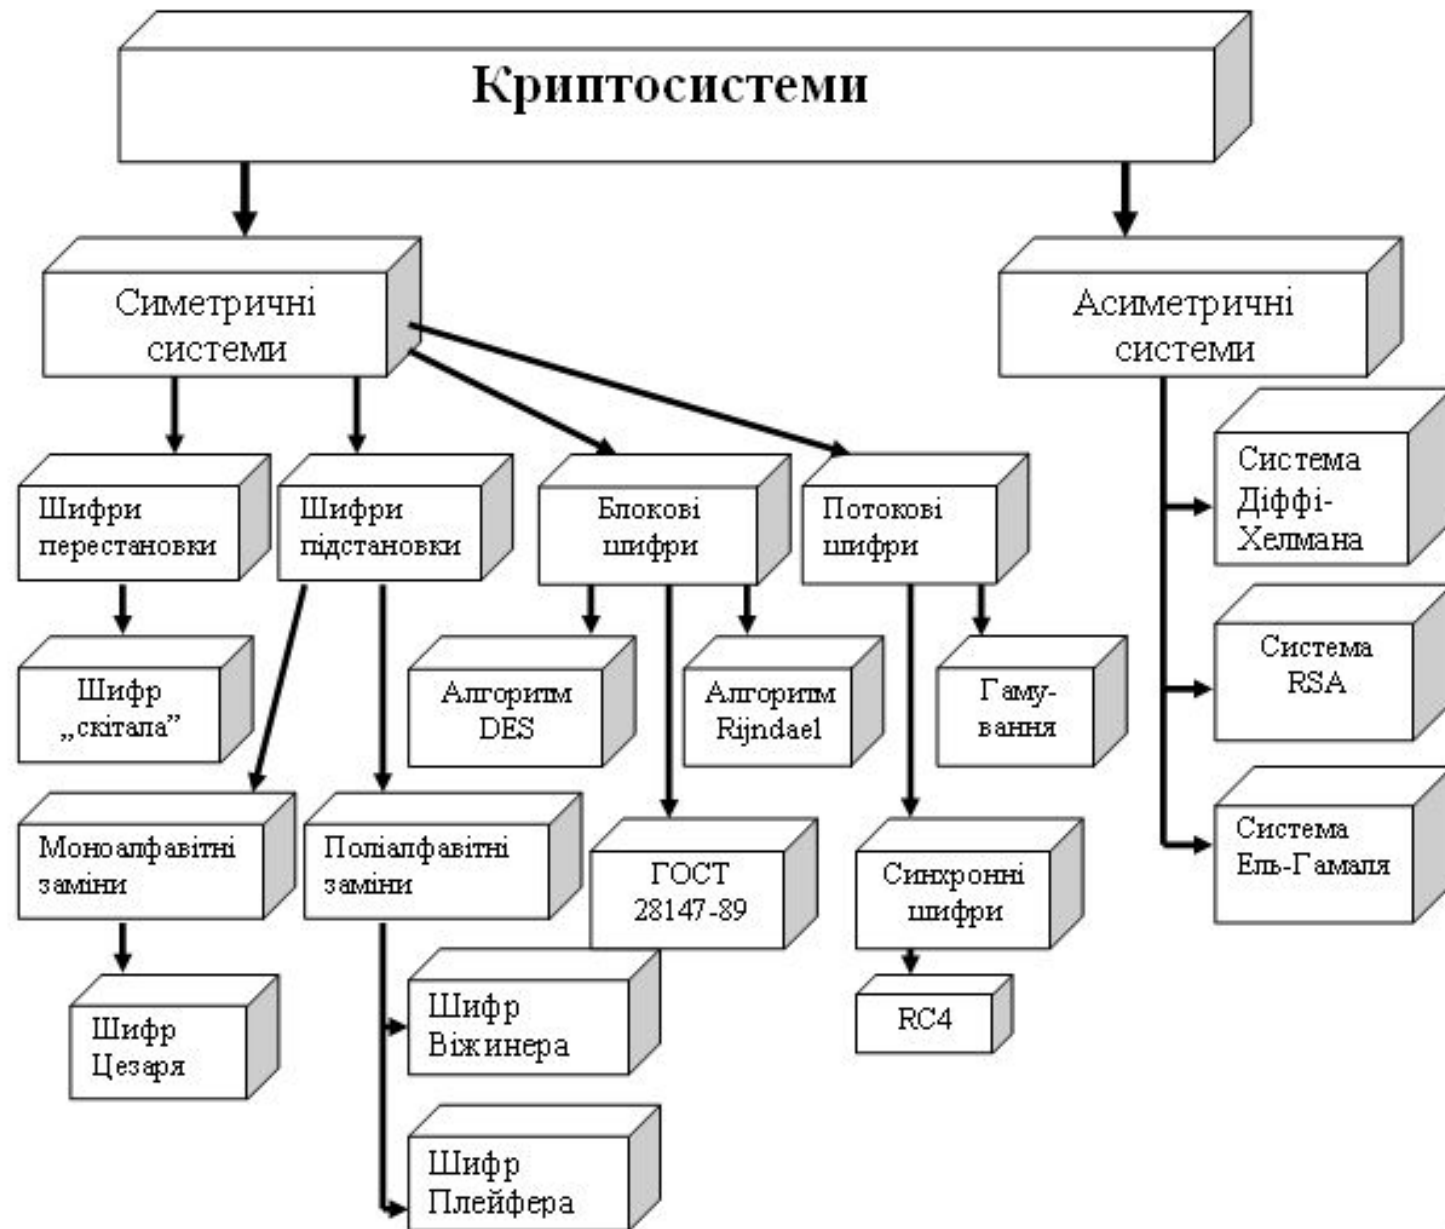 Криптосистеми
Симетричні
системи
Асиметричні
системи
Шифри
перестановки
Шифри
підстановки
Блокові
шифри
Потокові
шифри
Система
Діффі-
Хелмана
Шифр
„скітала”
Алгоритм
DES
Алгоритм
Rijndael
Гаму-
вання
Система
RSA
Моноалфавітні
заміни
Поліалфавітні
заміни
ГОСТ
28147-89
Синхронні
шифри
Система
Ель-Гамаля
Шифр
Цезаря
Шифр
Віжинера
RC4
Шифр
Плейфера